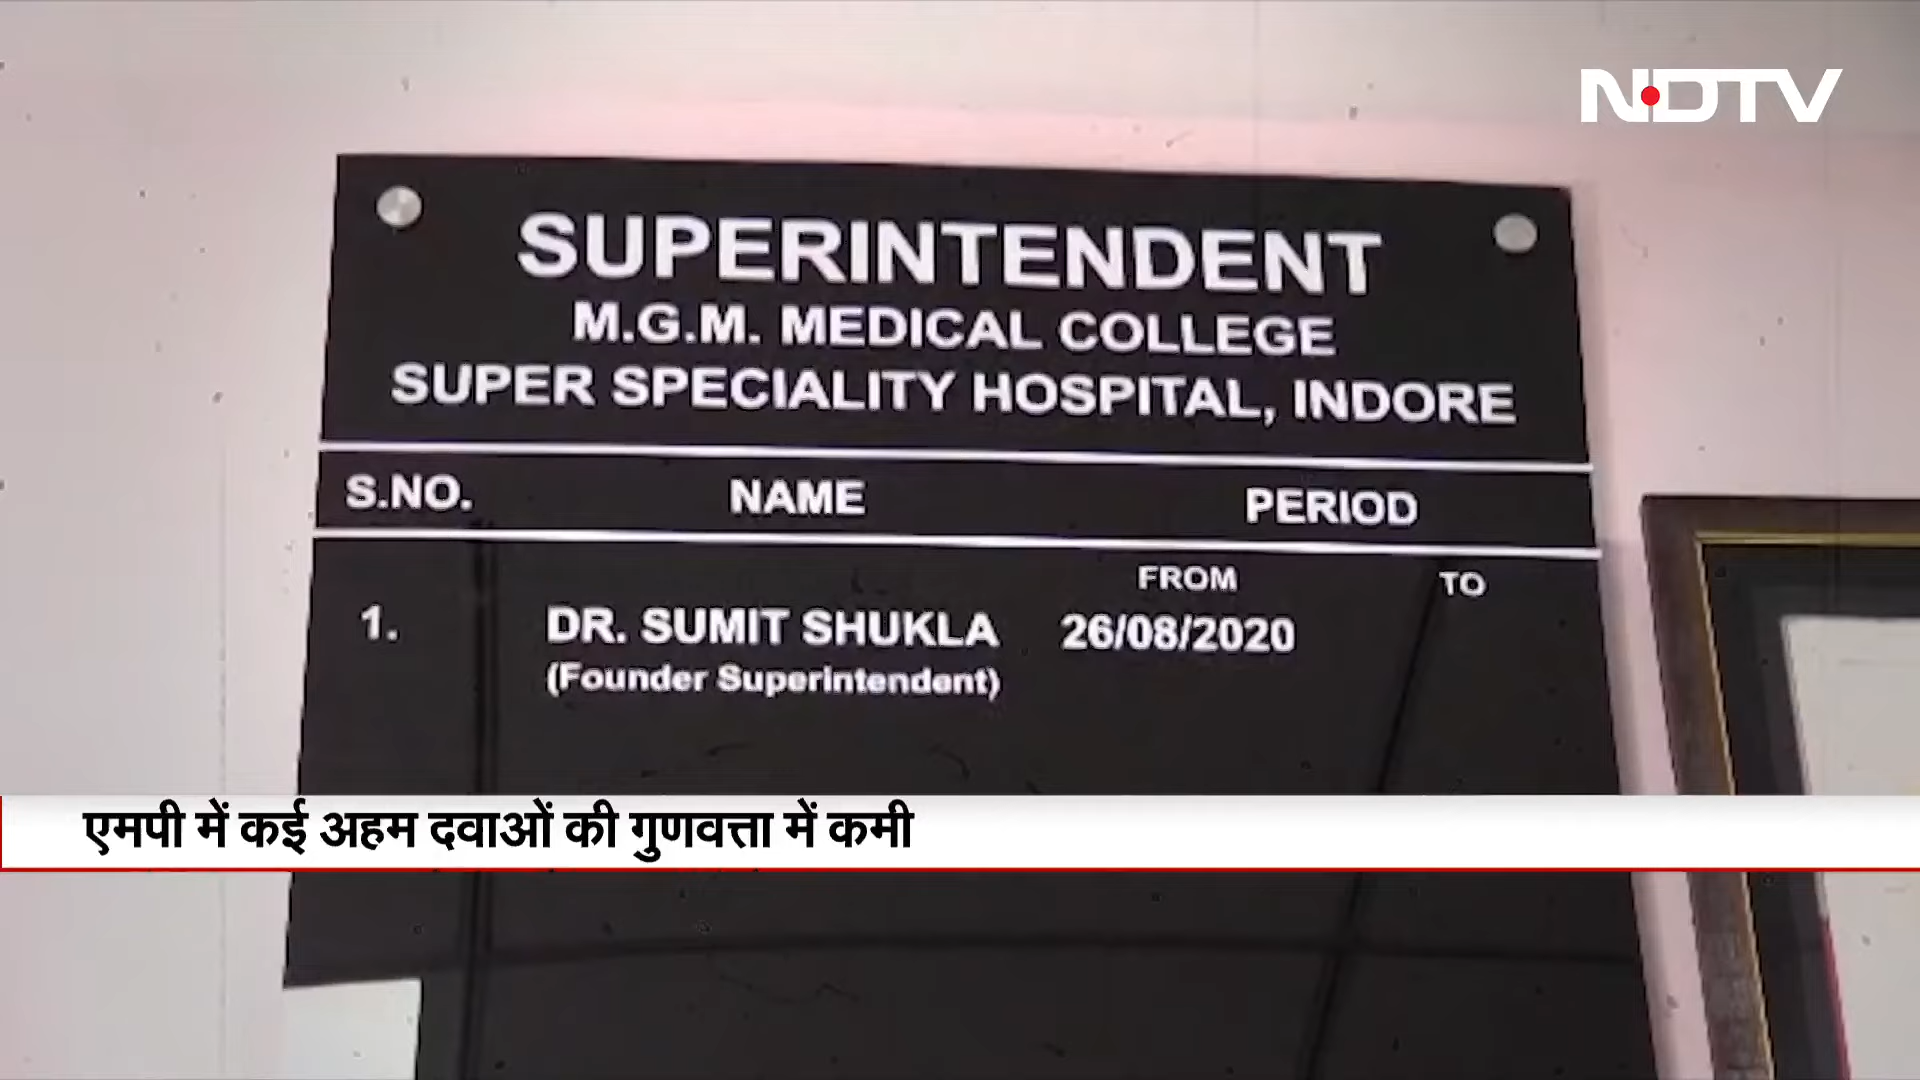 NDTV
SUPERINTENDENT
M.G.M. MEDICAL COLLEGE
SUPER SPECIALITY HOSPITAL, INDORE
S.NO. NAME PERIOD
FROM TO
1. DR. SUMIT SHUKLA 26/08/2020
(Founder Superintendent)
एमपी में कई अहम दवाओं की गुणवत्ता में कमी